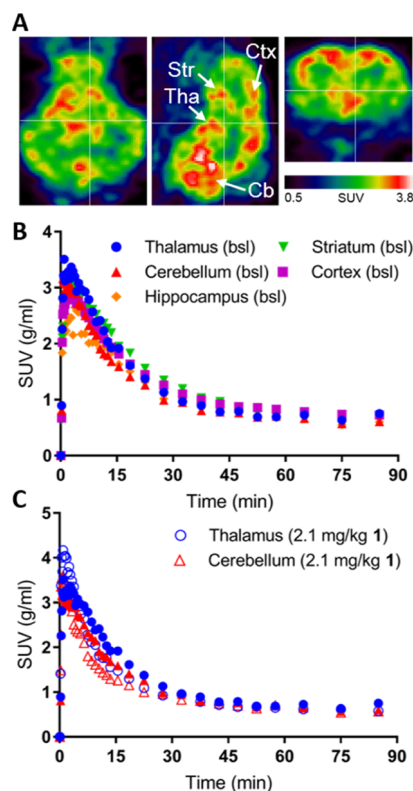 A
Str
Ctx
Tha
Cb
0.5 SUV 3.8
B
4
3
2
1
0
SUV (g/ml)
Thalamus (bsl)
Striatum (bsl)
Cerebellum (bsl)
Cortex (bsl)
Hippocampus (bsl)
0 15 30 45 60 75 90
Time (min)
C
5
4
3
2
1
0
SUV (g/ml)
Thalamus (2.1 mg/kg 1)
Cerebellum (2.1 mg/kg 1)
0 15 30 45 60 75 90
Time (min)